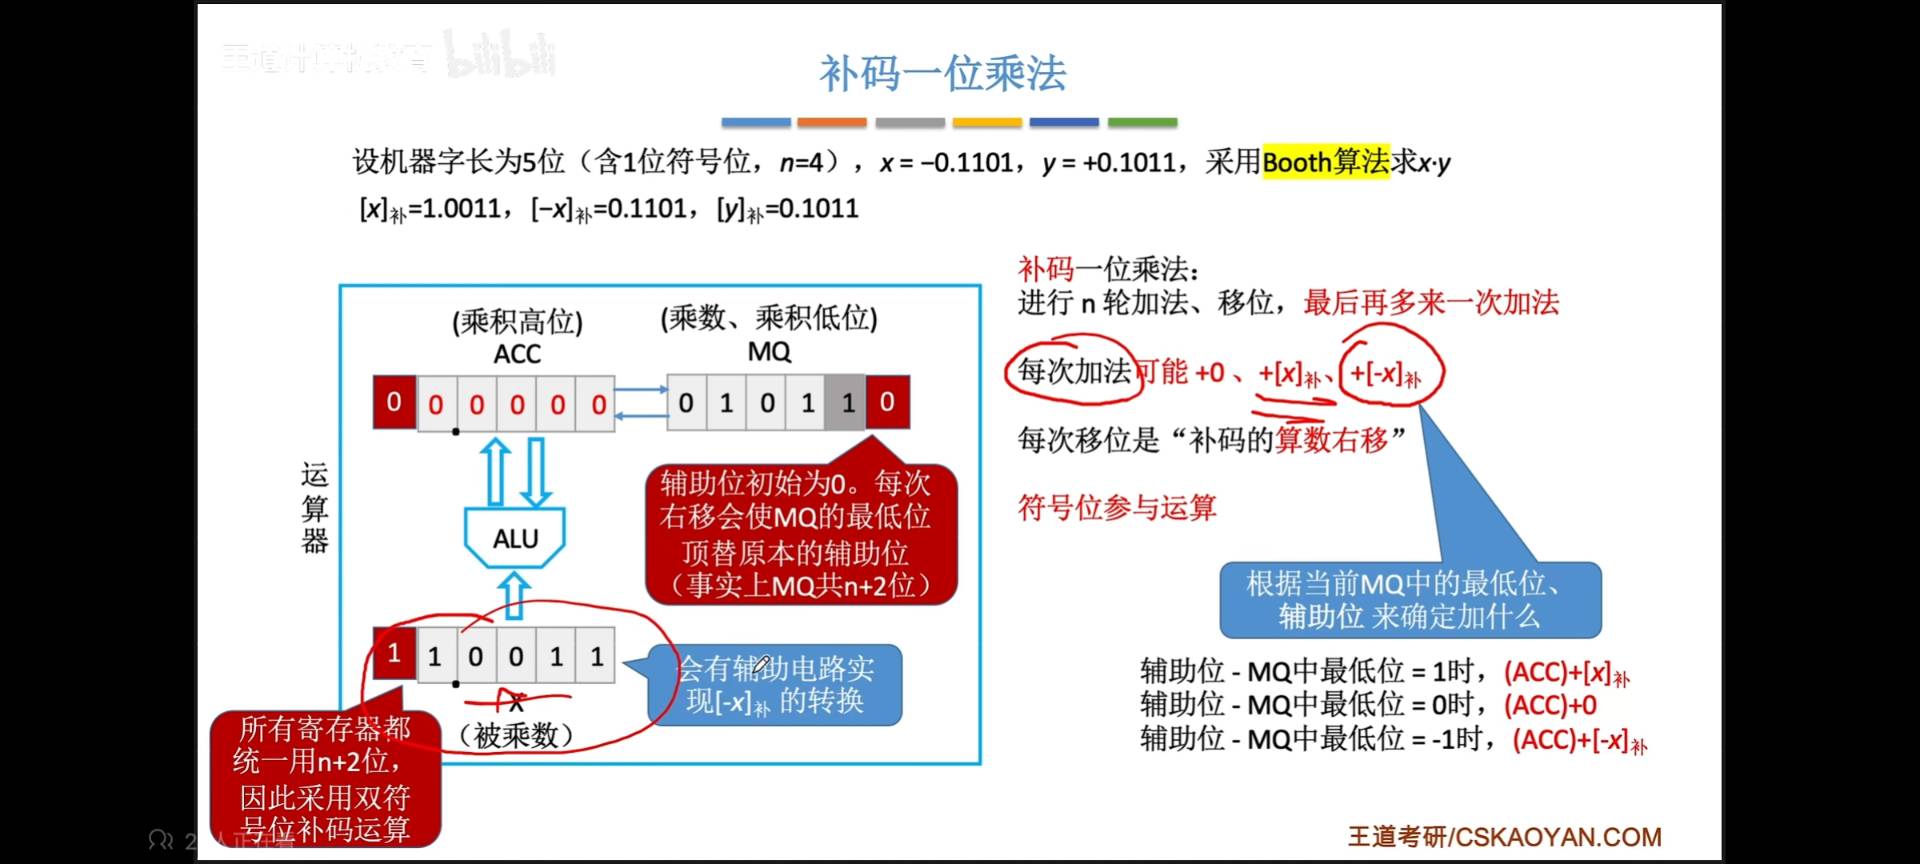 王道计算机教育 bilibili
补码一位乘法
设机器字长为5位（含1位符号位，n=4），x = −0.1101，y = +0.1011，采用Booth算法求x·y
[x]补=1.0011，[−x]补=0.1101，[y]补=0.1011
补码一位乘法：
进行 n 轮加法、移位，最后再多来一次加法
每次加法可能 +0 、+[x]补、+[-x]补
每次移位是“补码的算数右移”
符号位参与运算
(乘积高位)
ACC
(乘数、乘积低位)
MQ
0 0 0 0 0 0
0 1 0 1 1 0
运算器
ALU
辅助位初始为0。每次
右移会使MQ的最低位
顶替原本的辅助位
（事实上MQ共n+2位）
1 1 0 0 1 1
x
（被乘数）
会有辅助电路实
现[-x]补 的转换
所有寄存器都
统一用n+2位，
因此采用双符
号位补码运算
根据当前MQ中的最低位、
辅助位 来确定加什么
辅助位 - MQ中最低位 = 1时，(ACC)+[x]补
辅助位 - MQ中最低位 = 0时，(ACC)+0
辅助位 - MQ中最低位 = -1时，(ACC)+[-x]补
王道考研/CSKAOYAN.COM